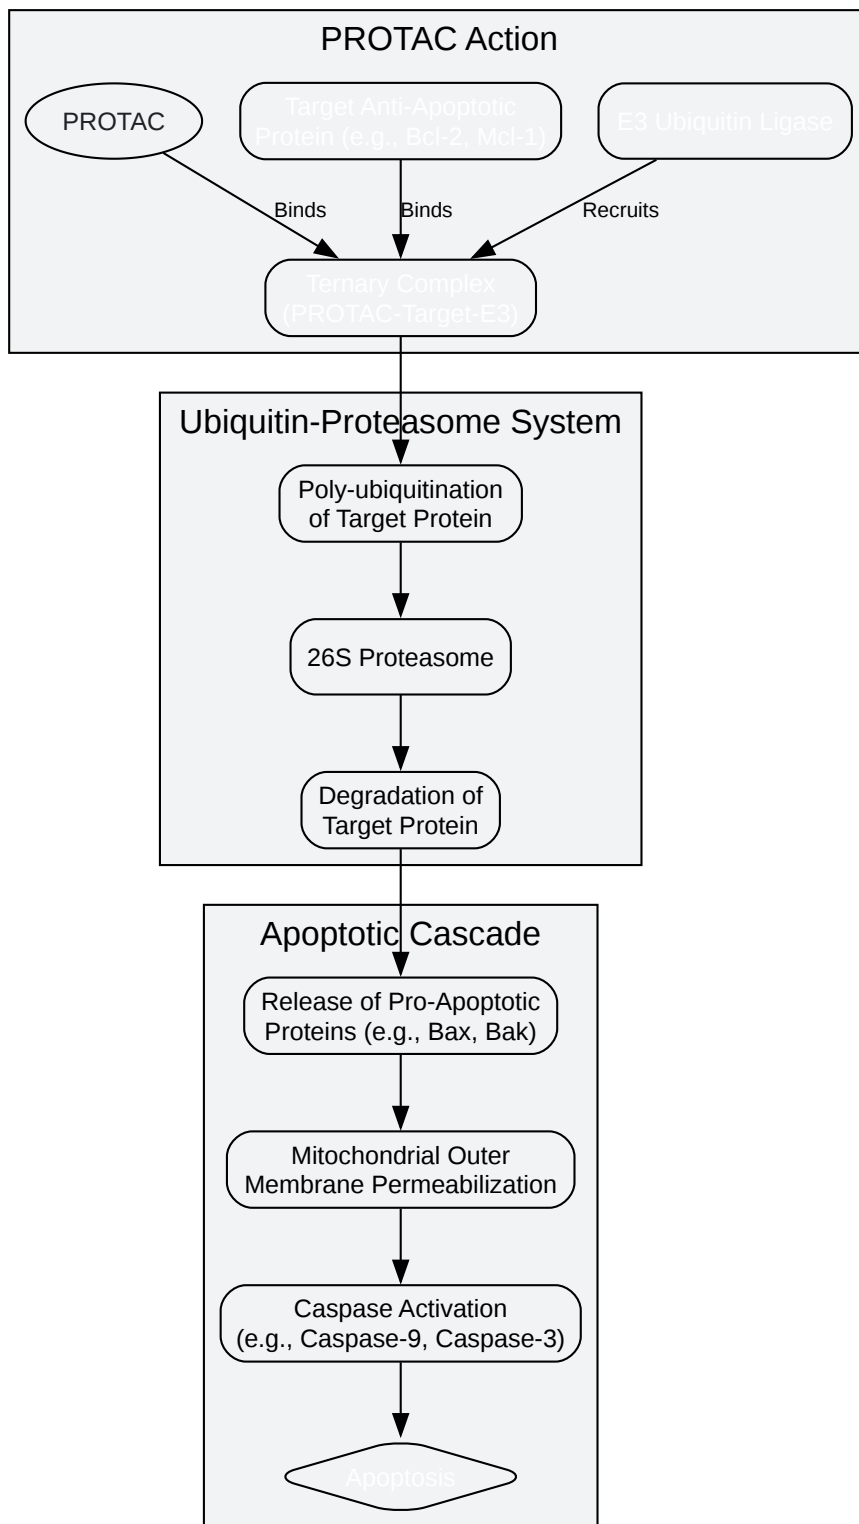 PROTAC Action
PROTAC
Target Anti-Apoptotic
Protein (e.g., Bcl-2, Mcl-1)
E3 Ubiquitin Ligase
Binds
Binds
Recruits
Ternary Complex
(PROTAC-Target-E3)
Ubiquitin-Proteasome System
Poly-ubiquitination
of Target Protein
26S Proteasome
Degradation of
Target Protein
Apoptotic Cascade
Release of Pro-Apoptotic
Proteins (e.g., Bax, Bak)
Mitochondrial Outer
Membrane Permeabilization
Caspase Activation
(e.g., Caspase-9, Caspase-3)
Apoptosis